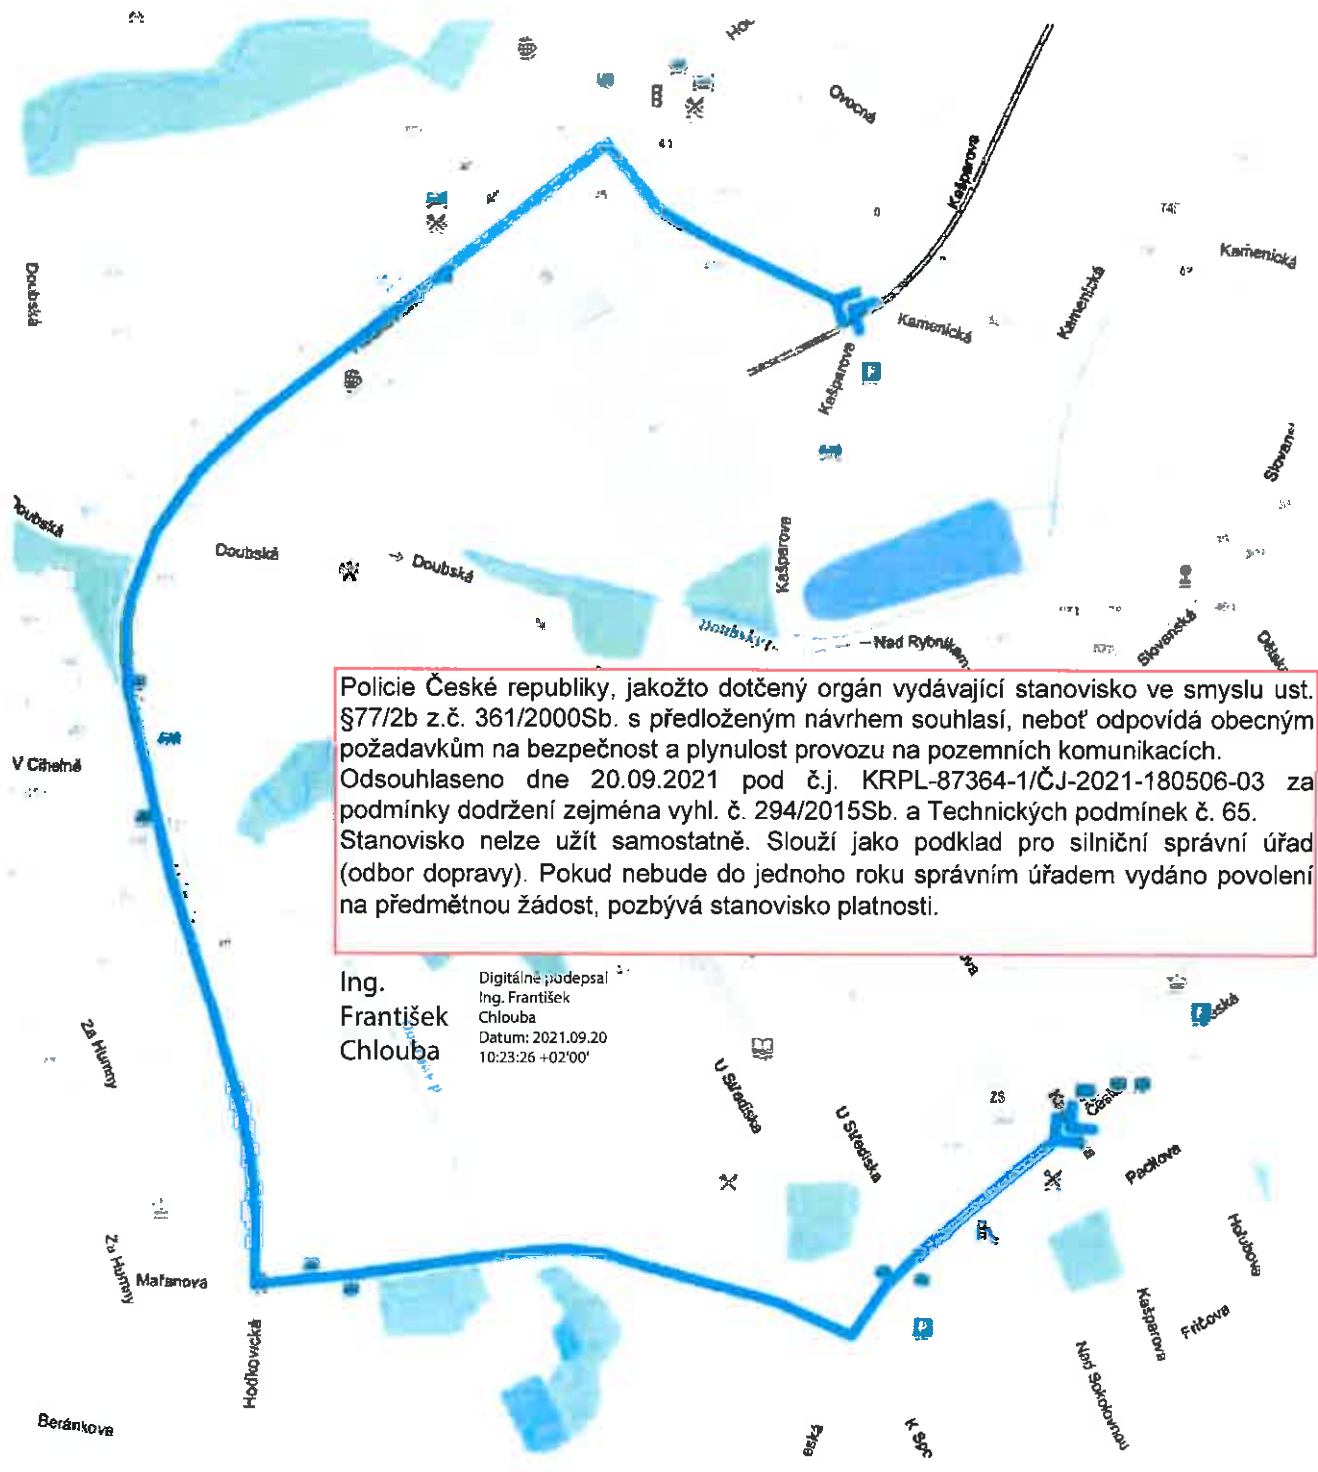 Ovocná
41
Kašparova
Kamenická
Kamenická
Doubská
Kamenická
Kašparova
P
Doubská
→ Doubská
Kašparova
Nad Rybníkem
Slovenská
Policie České republiky, jakožto dotčený orgán vydávající stanovisko ve smyslu ust.
§77/2b z.č. 361/2000Sb. s předloženým návrhem souhlasí, neboť odpovídá obecným
požadavkům na bezpečnost a plynulost provozu na pozemních komunikacích.
Odsouhlaseno dne 20.09.2021 pod č.j. KRPL-87364-1/ČJ-2021-180506-03 za
podmínky dodržení zejména vyhl. č. 294/2015Sb. a Technických podmínek č. 65.
Stanovisko nelze užít samostatně. Slouží jako podklad pro silniční správní úřad
(odbor dopravy). Pokud nebude do jednoho roku správním úřadem vydáno povolení
na předmětnou žádost, pozbývá stanovisko platnosti.
V Cihelně
Ing.
František
Chlouba
Digitálně podepsal
Ing. František
Chlouba
Datum: 2021.09.20
10:23:26 +02'00'
Za Humny
U Střediska
U Střediska
Pacltova
Za Humny
Mařanova
Holubova
Kašparova
Fričova
P
Hodkovická
Nad Sokolovnou
Beránkova
eská
K Spo